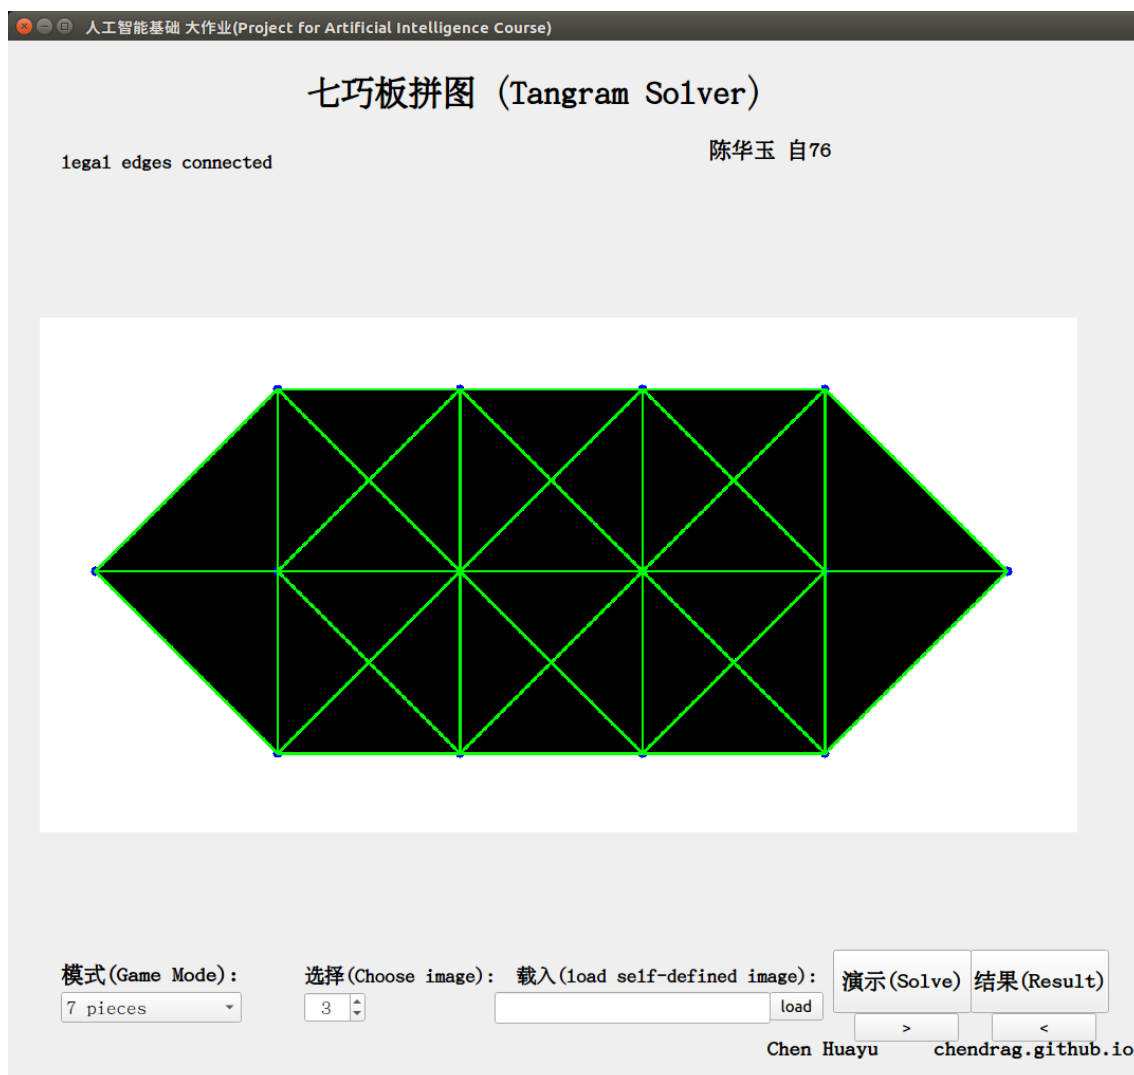 人工智能基础 大作业(Project for Artificial Intelligence Course)
七巧板拼图 (Tangram Solver)
陈华玉 自76
legal edges connected
模式(Game Mode):
选择(Choose image):
载入(load self-defined image):
演示(Solve)
结果(Result)
7 pieces
3
load
>
<
Chen Huayu
chendrag.github.io